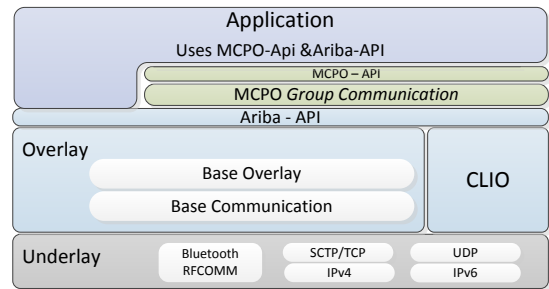 Application
Uses MCPO-Api &Ariba-API
MCPO – API
MCPO Group Communication
Ariba - API
Overlay
Base Overlay
Base Communication
CLIO
Underlay
Bluetooth
RFCOMM
SCTP/TCP
UDP
IPv4
IPv6